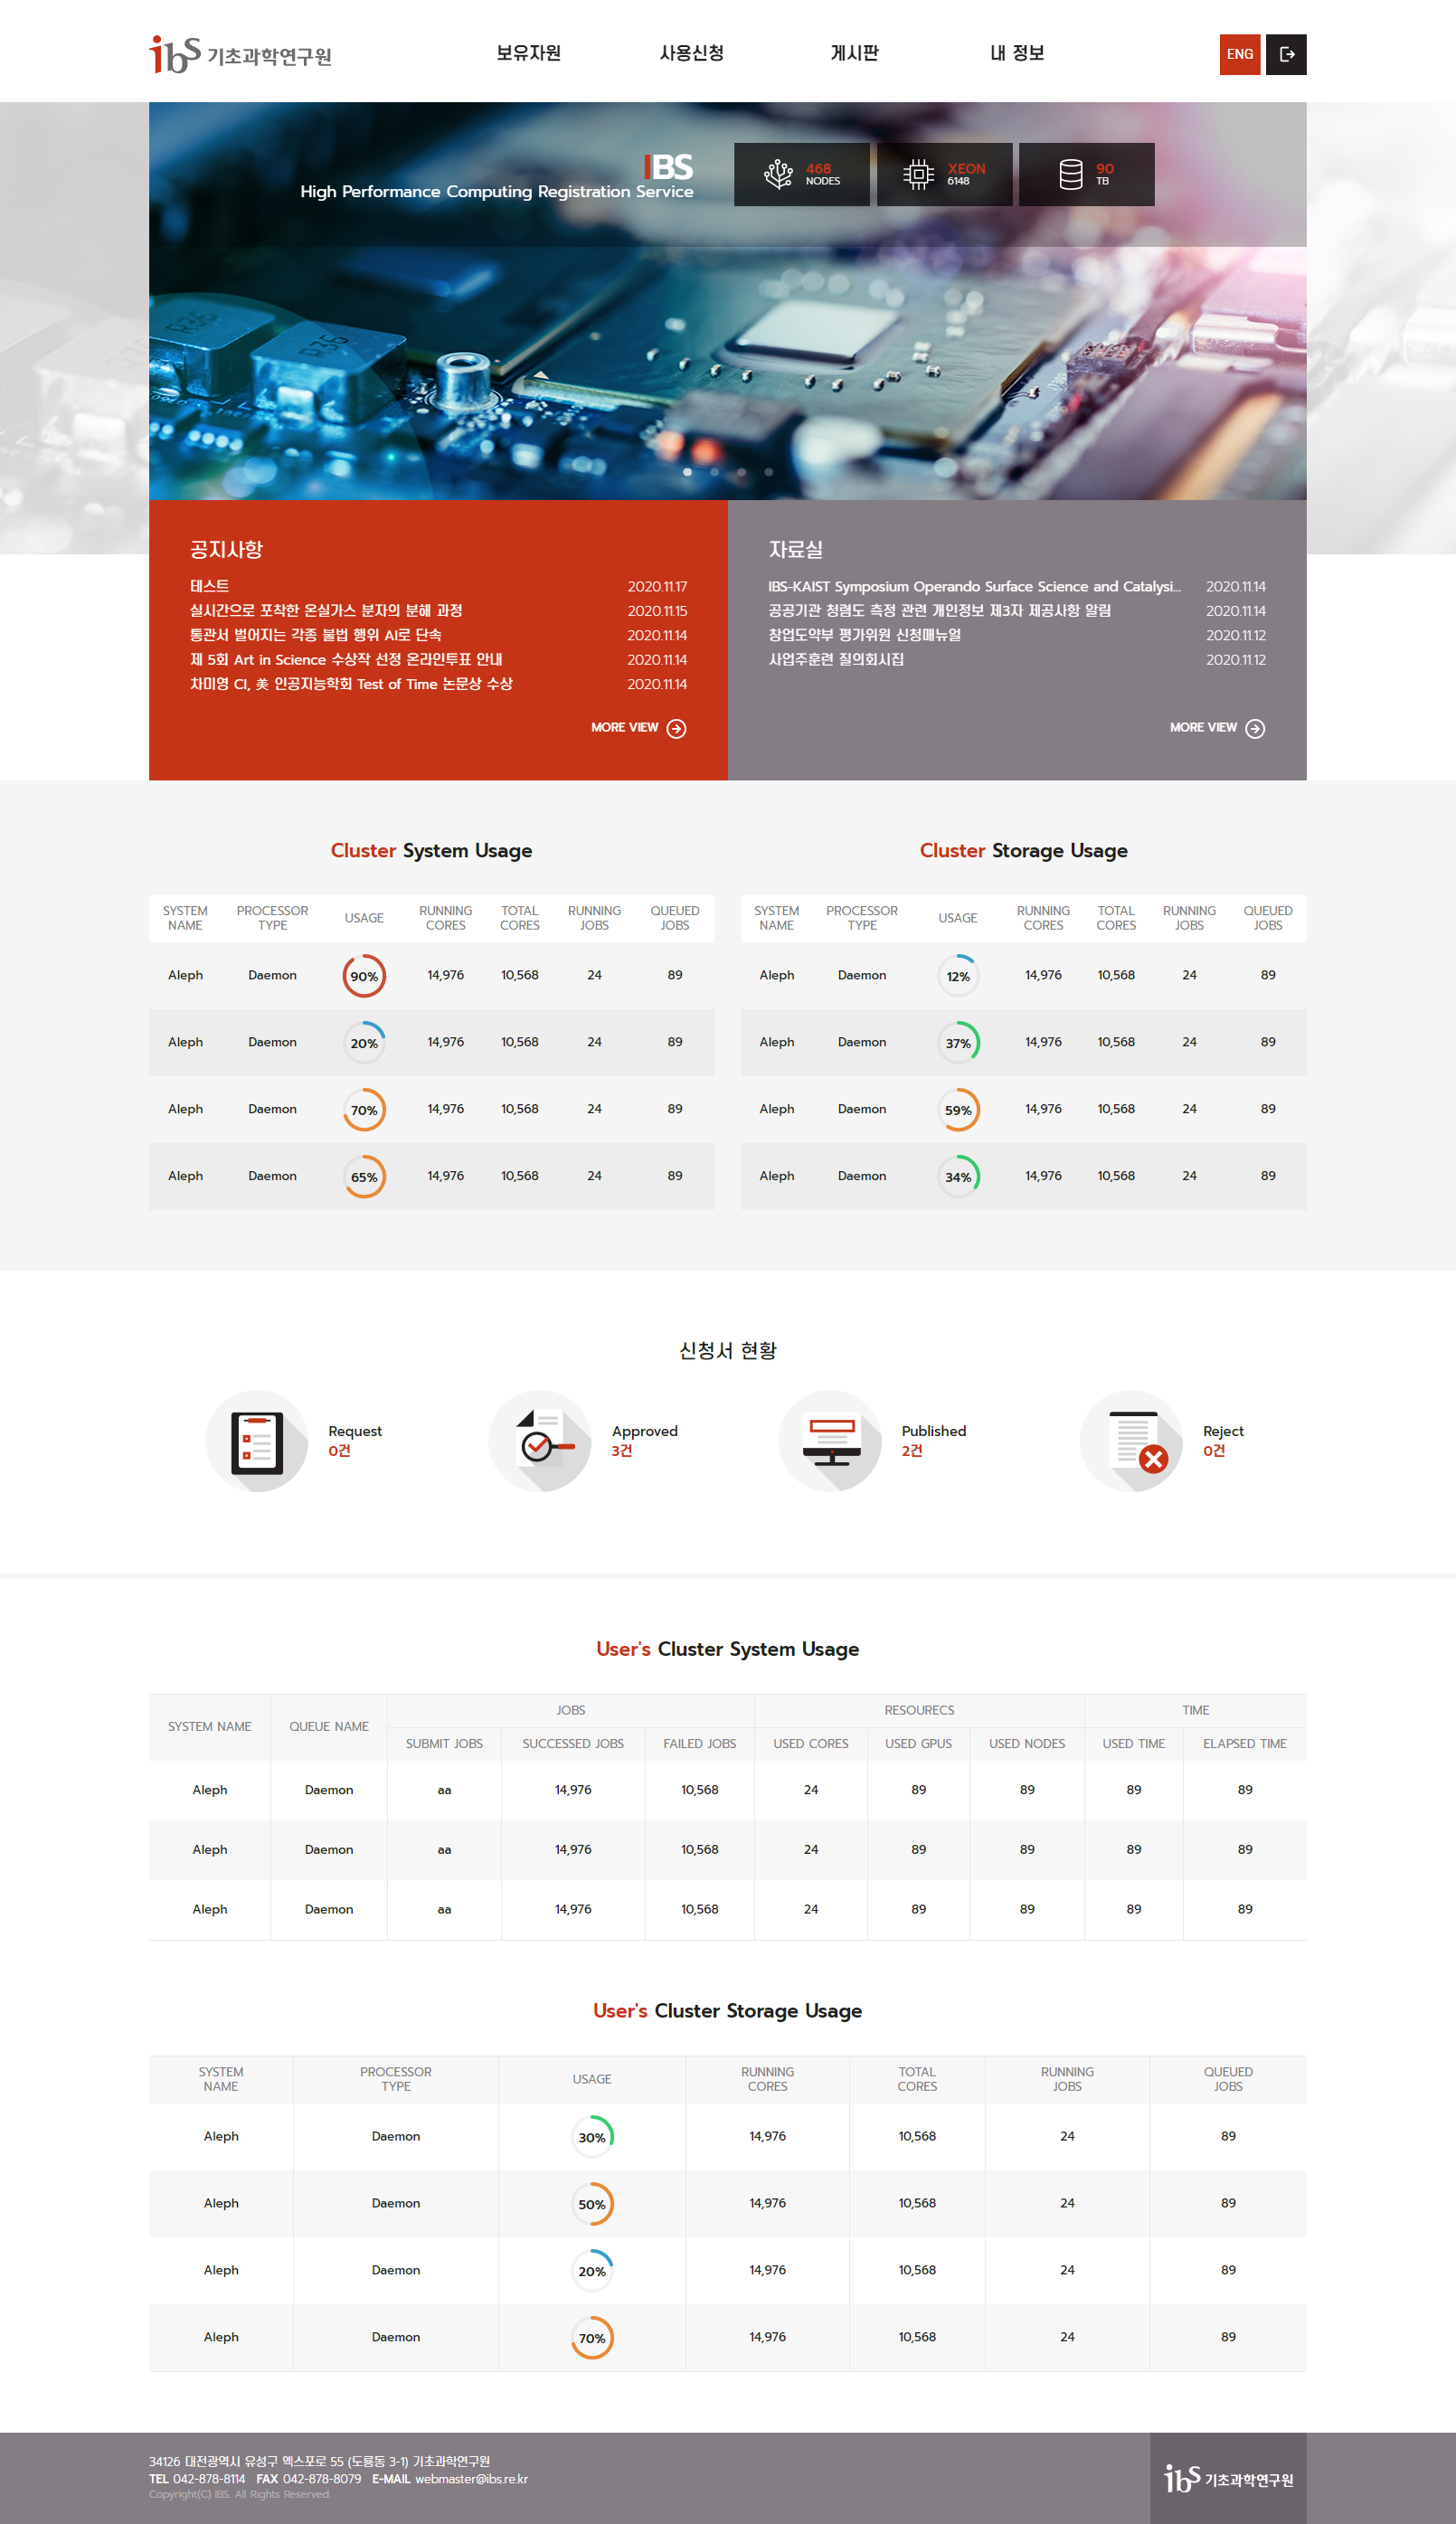 ibs 기초과학연구원
보유자원 사용신청 게시판 내 정보
ENG
IBS
High Performance Computing Registration Service
468
NODES
XEON
6148
90
TB
R36
R36
공지사항
테스트 2020.11.17
실시간으로 포착한 온실가스 분자의 분해 과정 2020.11.15
통관서 벌어지는 각종 불법 행위 AI로 단속 2020.11.14
제 5회 Art in Science 수상작 선정 온라인투표 안내 2020.11.14
차미영 CI, 美 인공지능학회 Test of Time 논문상 수상 2020.11.14
MORE VIEW
자료실
IBS-KAIST Symposium Operando Surface Science and Catalysi... 2020.11.14
공공기관 청렴도 측정 관련 개인정보 제3자 제공사항 알림 2020.11.14
창업도약부 평가위원 신청매뉴얼 2020.11.12
사업주훈련 질의회시집 2020.11.12
MORE VIEW
Cluster System Usage
SYSTEM NAME PROCESSOR TYPE USAGE RUNNING CORES TOTAL CORES RUNNING JOBS QUEUED JOBS
Aleph Daemon 90% 14,976 10,568 24 89
Aleph Daemon 20% 14,976 10,568 24 89
Aleph Daemon 70% 14,976 10,568 24 89
Aleph Daemon 65% 14,976 10,568 24 89
Cluster Storage Usage
SYSTEM NAME PROCESSOR TYPE USAGE RUNNING CORES TOTAL CORES RUNNING JOBS QUEUED JOBS
Aleph Daemon 12% 14,976 10,568 24 89
Aleph Daemon 37% 14,976 10,568 24 89
Aleph Daemon 59% 14,976 10,568 24 89
Aleph Daemon 34% 14,976 10,568 24 89
신청서 현황
Request
0건
Approved
3건
Published
2건
Reject
0건
User's Cluster System Usage
SYSTEM NAME QUEUE NAME JOBS RESOURECS TIME
SUBMIT JOBS SUCCESSED JOBS FAILED JOBS USED CORES USED GPUS USED NODES USED TIME ELAPSED TIME
Aleph Daemon aa 14,976 10,568 24 89 89 89 89
Aleph Daemon aa 14,976 10,568 24 89 89 89 89
Aleph Daemon aa 14,976 10,568 24 89 89 89 89
User's Cluster Storage Usage
SYSTEM NAME PROCESSOR TYPE USAGE RUNNING CORES TOTAL CORES RUNNING JOBS QUEUED JOBS
Aleph Daemon 30% 14,976 10,568 24 89
Aleph Daemon 50% 14,976 10,568 24 89
Aleph Daemon 20% 14,976 10,568 24 89
Aleph Daemon 70% 14,976 10,568 24 89
34126 대전광역시 유성구 엑스포로 55 (도룡동 3-1) 기초과학연구원
TEL 042-878-8114 FAX 042-878-8079 E-MAIL webmaster@ibs.re.kr
Copyright(C) IBS. All Rights Reserved.
ibs 기초과학연구원